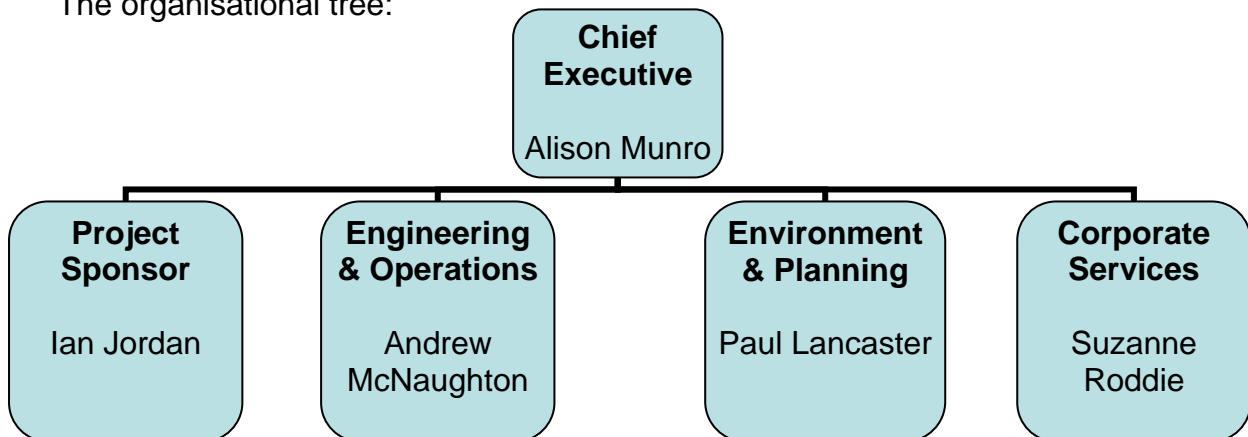 The organisational tree:
Chief
Executive
Alison Munro
Project
Sponsor
Ian Jordan
Engineering
& Operations
Andrew
McNaughton
Environment
& Planning
Paul Lancaster
Corporate
Services
Suzanne
Roddie